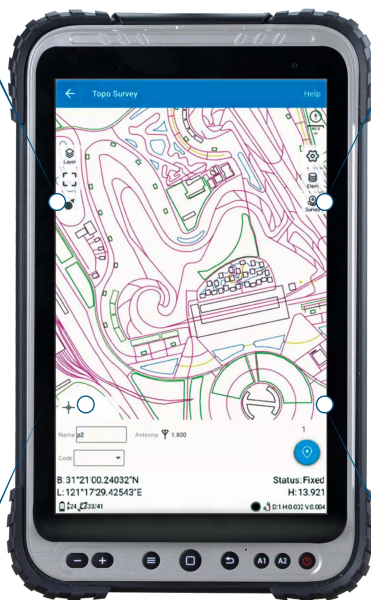 Topo Survey Help
Layer
Elem
Survey
Name p2 Antenna 1.800
1
Code
B: 31°21'00.24032"N Status: Fixed
L: 121°17'29.42543"E H: 13.921
33/41 D:1 H:0.032 V:0.004
A1 A2